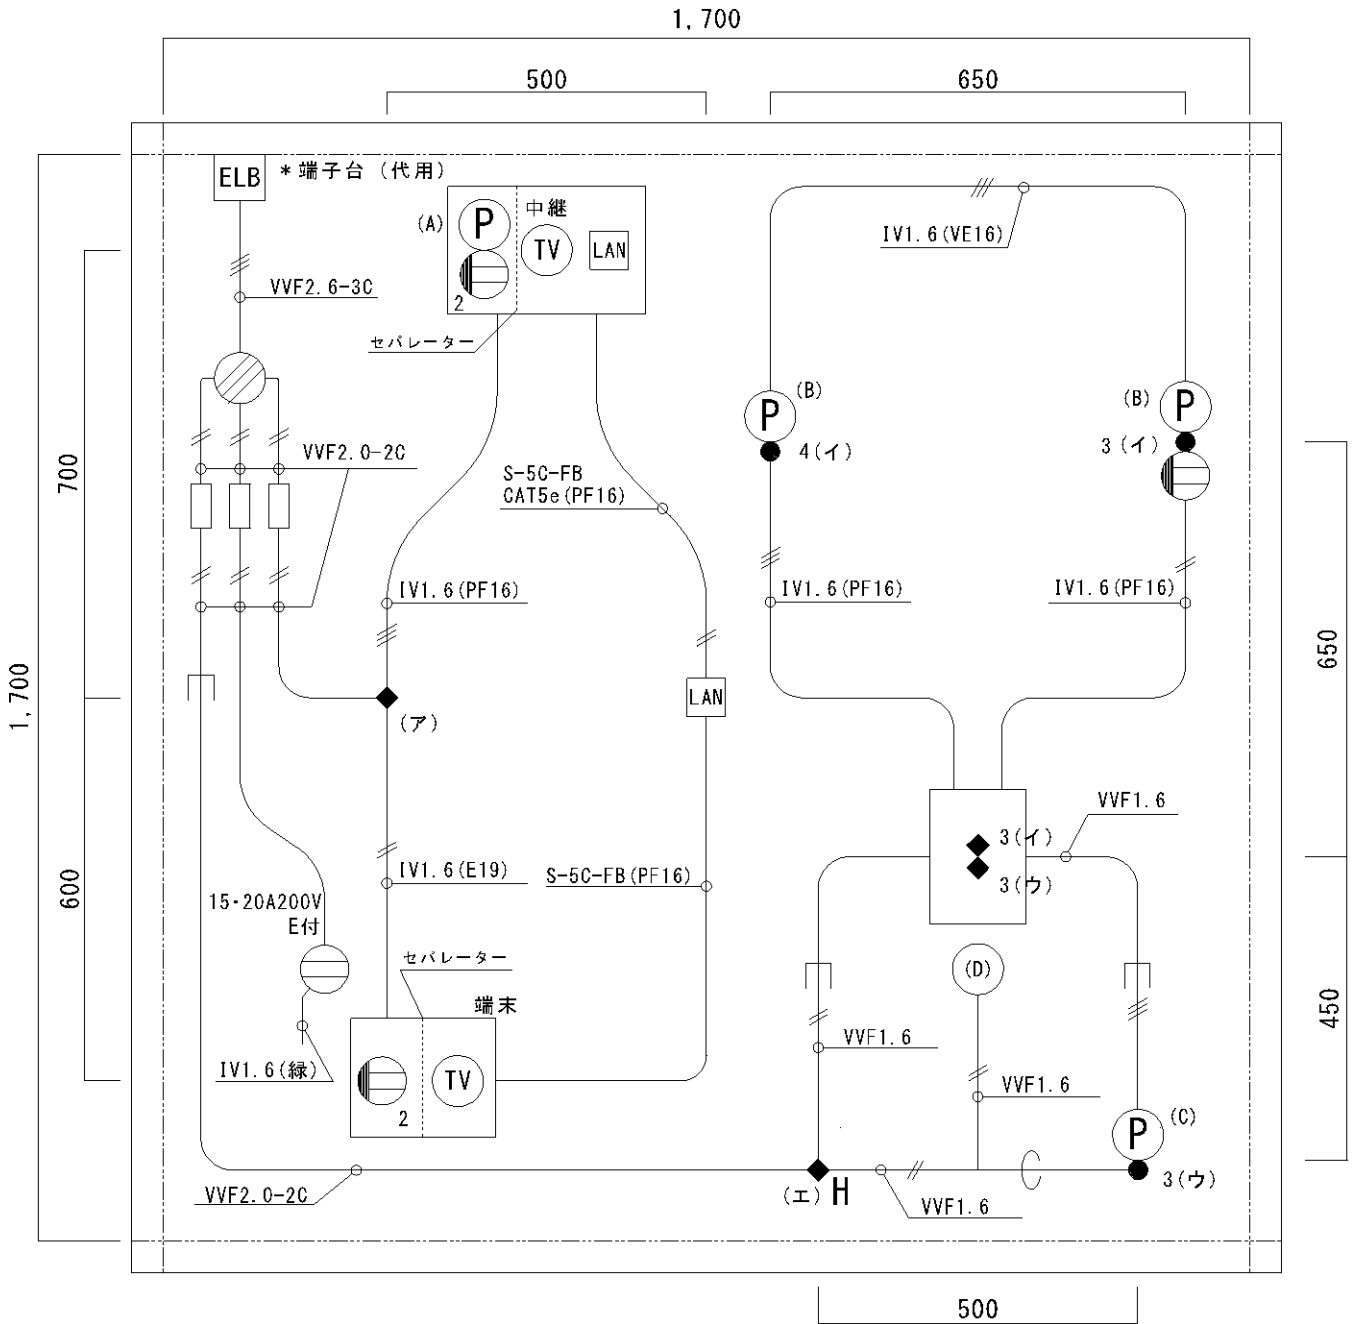 1,700
500
650
ELB
*端子台（代用）
(A)
P
中継
TV
LAN
2
セパレーター
IV1.6(VE16)
VVF2.6-3C
P
(B)
4(イ)
(B)
P
3(イ)
VVF2.0-2C
S-5C-FB
CAT5e(PF16)
700
IV1.6(PF16)
IV1.6(PF16)
IV1.6(PF16)
650
1,700
LAN
(ア)
VVF1.6
3(イ)
3(ウ)
IV1.6(E19)
S-5C-FB(PF16)
600
15・20A200V
E付
セパレーター
(D)
端末
450
VVF1.6
IV1.6(緑)
TV
2
VVF1.6
P
(C)
3(ウ)
VVF2.0-2C
(エ)
H
VVF1.6
500